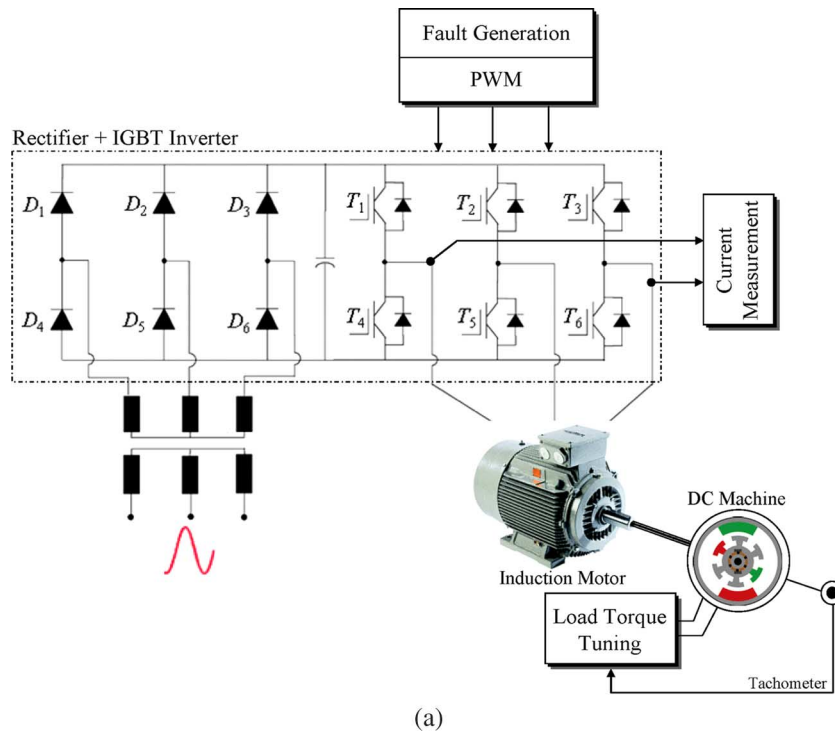 Fault Generation
PWM
Rectifier + IGBT Inverter
D1
D2
D3
T1
T2
T3
Current
Measurement
D4
D5
D6
T4
T5
T6
DC Machine
Induction Motor
Load Torque
Tuning
Tachometer
(a)